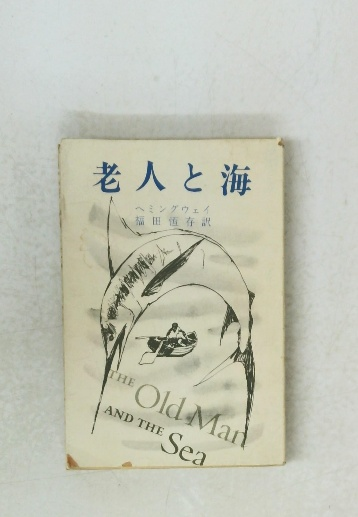 老人と海
ヘミングウェイ
福田恆存訳
THE
Old Man
AND THE
Sea